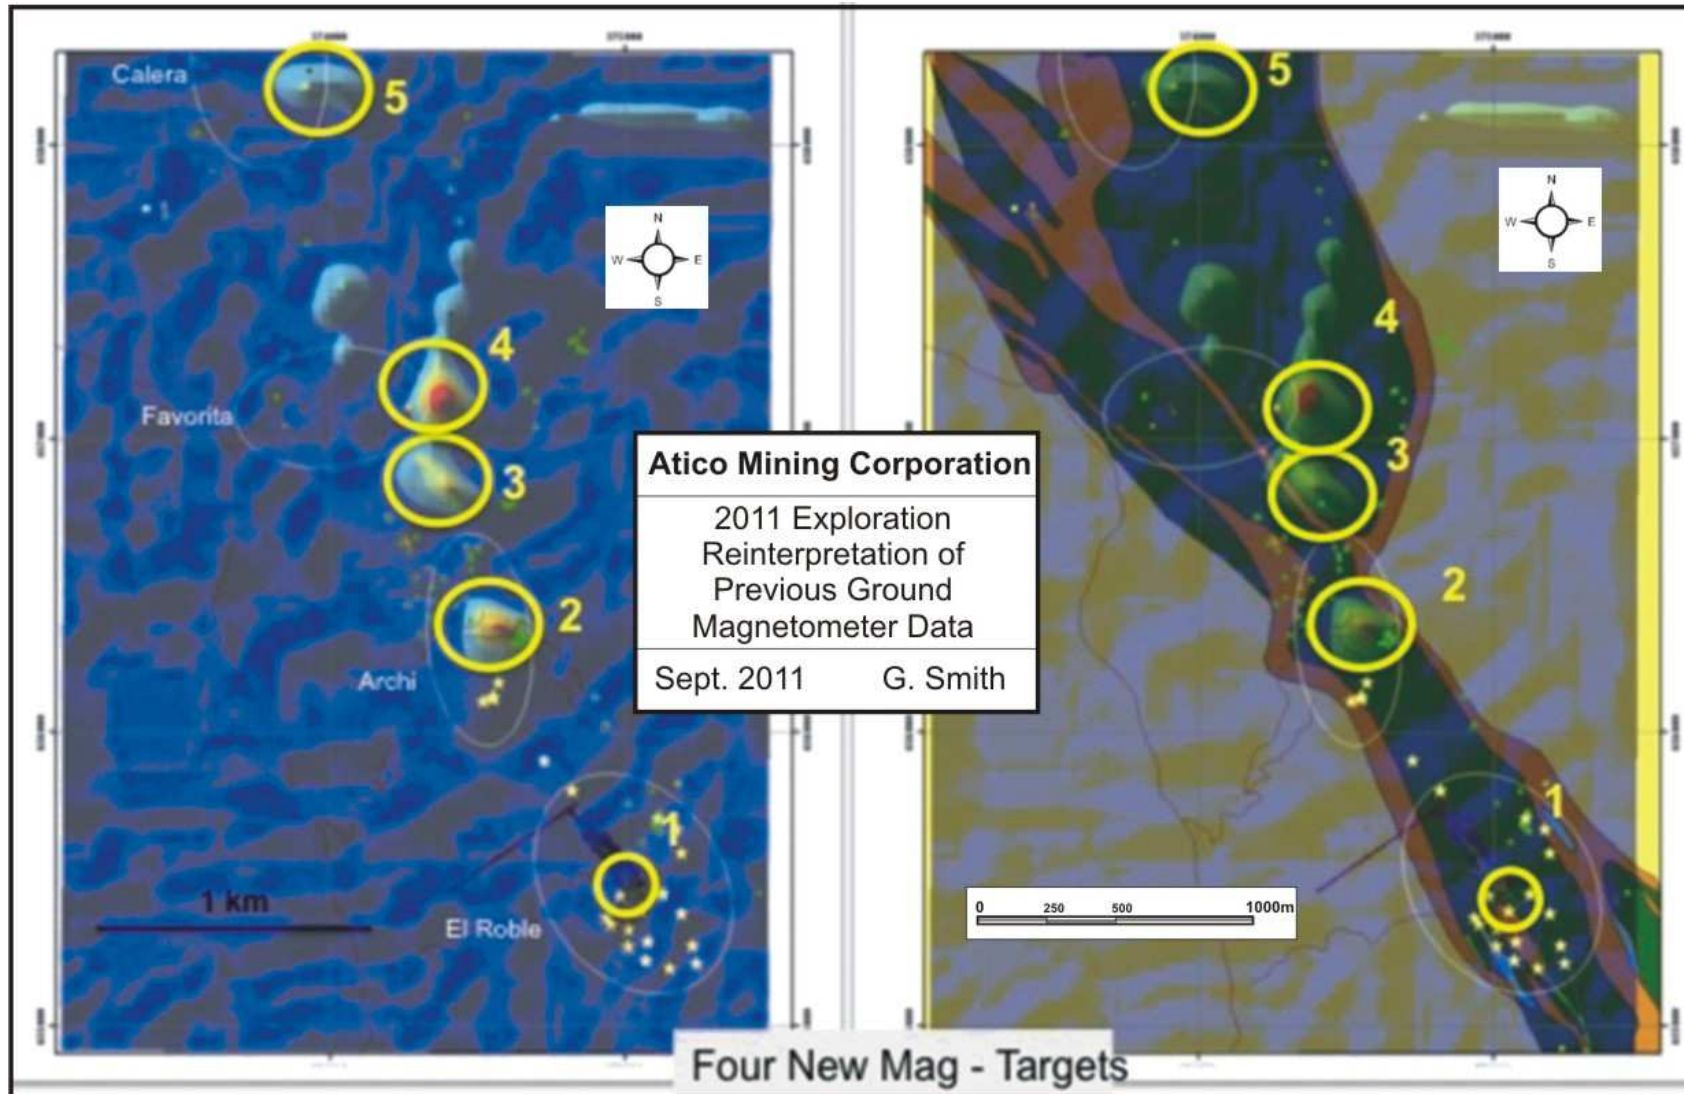 374000
375000
Calera
5
N
W E
S
4
Favorita
3
2
Archi
1
1 km
El Roble
Atico Mining Corporation
2011 Exploration
Reinterpretation of
Previous Ground
Magnetometer Data
Sept. 2011 G. Smith
5
N
W E
S
4
3
2
1
0 250 500 1000m
Four New Mag - Targets